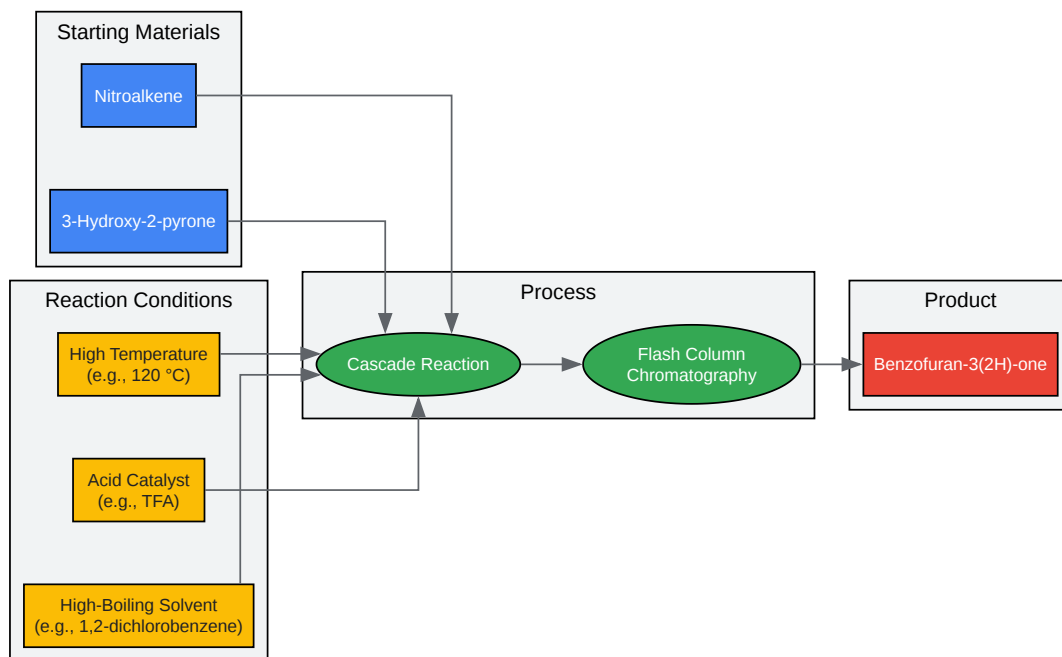 Starting Materials
Nitroalkene
3-Hydroxy-2-pyrone
Reaction Conditions
High Temperature
(e.g., 120 °C)
Acid Catalyst
(e.g., TFA)
High-Boiling Solvent
(e.g., 1,2-dichlorobenzene)
Process
Cascade Reaction
Flash Column
Chromatography
Product
Benzofuran-3(2H)-one